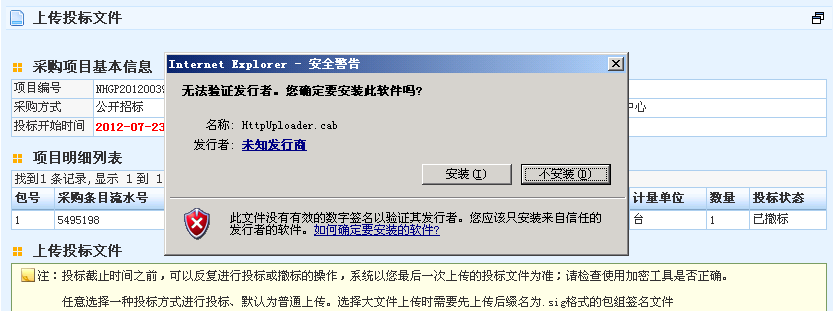 上传投标文件
采购项目基本信息
项目编号 NHGP20120039
采购方式 公开招标 中心
投标开始时间 2012-07-23
Internet Explorer - 安全警告
无法验证发行者。您确定要安装此软件吗?
名称: HttpUploader.cab
发行者: 未知发行商
安装(I) 不安装(D)
此文件没有有效的数字签名以验证其发行者。您应该只安装来自信任的
发行者的软件。如何确定要安装的软件?
项目明细列表
找到1 条记录,显示 1 到 1
包号 采购条目流水号 计量单位 数量 投标状态
1 5495198 台 1 已撤标
上传投标文件
注：投标截止时间之前，可以反复进行投标或撤标的操，系统以您最后一次上传的投标文件为准；请检查使用加密工具是否正确。
任意选择一种投标方式进行投标、默认为普通上传。选择大文件上传时需要先上传后缀名为.sig格式的包组签名文件